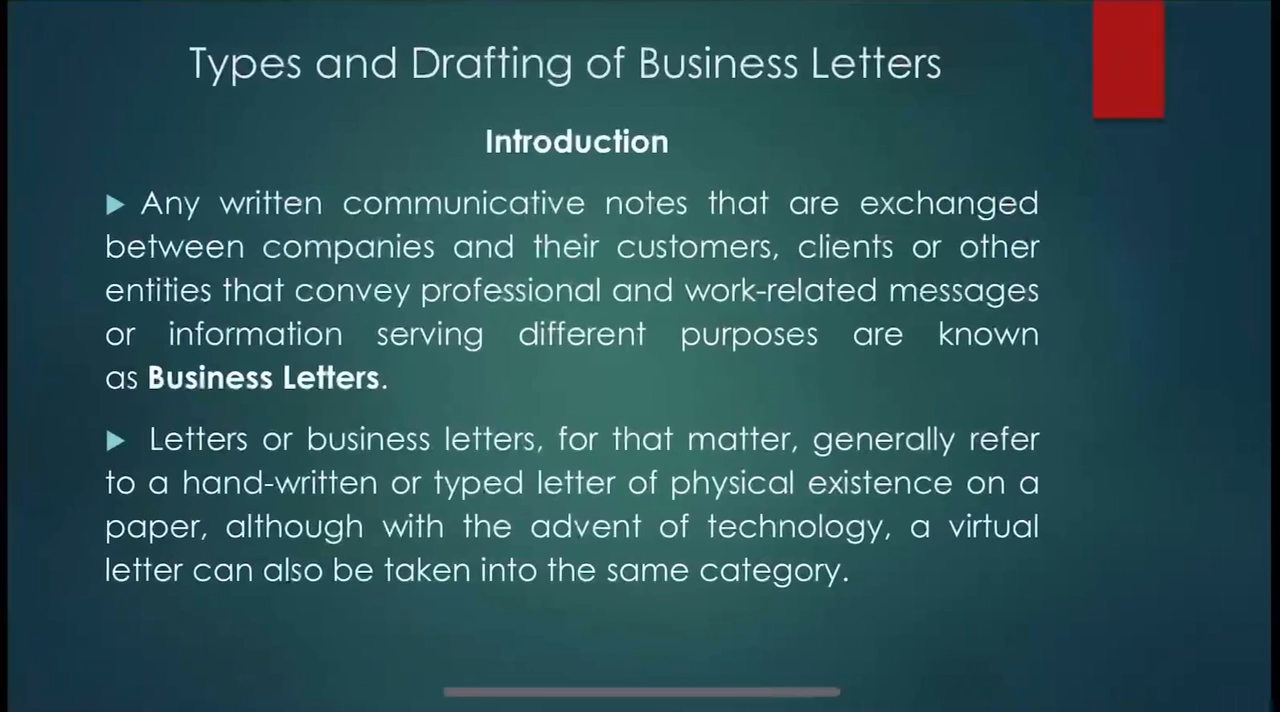 Types and Drafting of Business Letters
Introduction
Any written communicative notes that are exchanged
between companies and their customers, clients or other
entities that convey professional and work-related messages
or information serving different purposes are known
as Business Letters.
Letters or business letters, for that matter, generally refer
to a hand-written or typed letter of physical existence on a
paper, although with the advent of technology, a virtual
letter can also be taken into the same category.